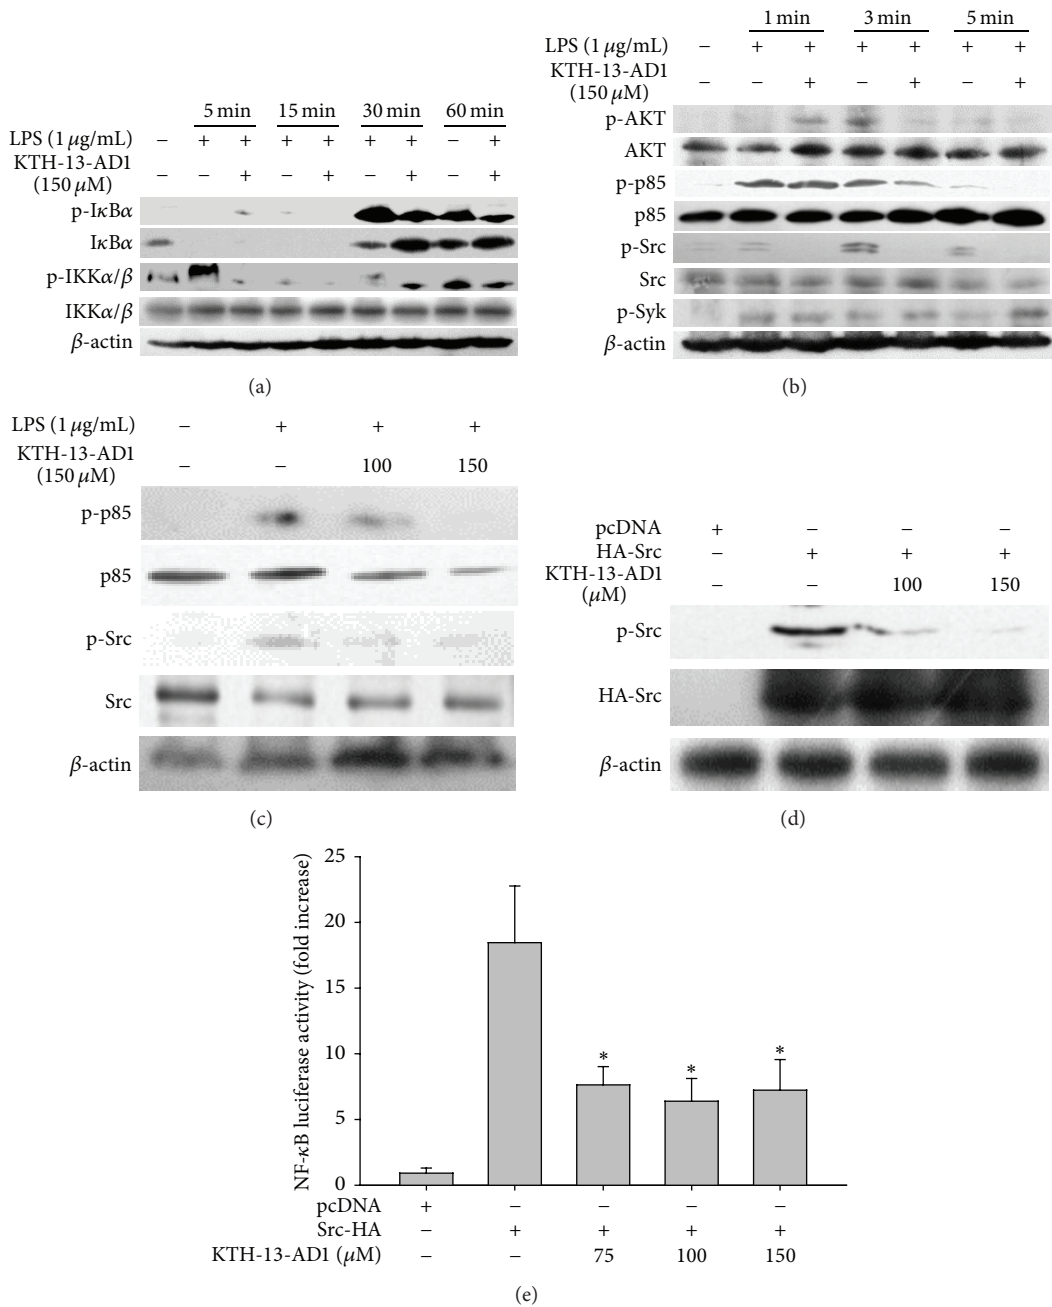 5 min 15 min 30 min 60 min
LPS (1 μg/mL) − + + + + + + − +
KTH-13-AD1
(150 μM) − − + − + − + − +
p-IκBα
IκBα
p-IKKα/β
IKKα/β
β-actin
(a)
1 min 3 min 5 min
LPS (1 μg/mL) − + + + + + +
KTH-13-AD1
(150 μM) − − + − + − +
p-AKT
AKT
p-p85
p85
p-Src
Src
p-Syk
β-actin
(b)
LPS (1 μg/mL) − + + +
KTH-13-AD1
(150 μM) − − 100 150
p-p85
p85
p-Src
Src
β-actin
(c)
pcDNA + − − −
HA-Src − + + +
KTH-13-AD1
(μM) − − 100 150
p-Src
HA-Src
β-actin
(d)
NF-κB luciferase activity (fold increase)
25
20
15
10
5
0
* * *
pcDNA + − − − −
Src-HA − + + + +
KTH-13-AD1 (μM) − − 75 100 150
(e)